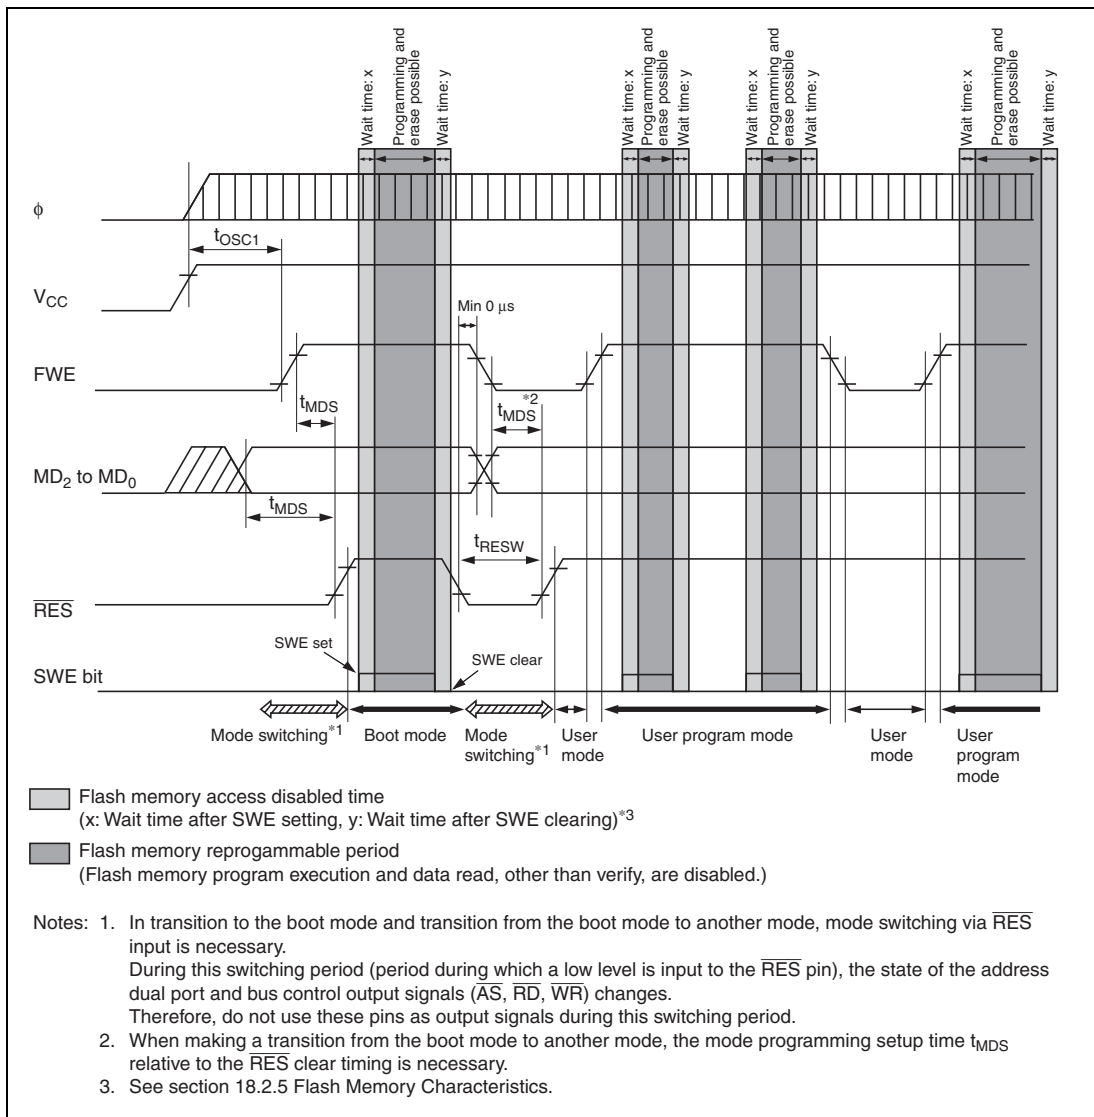 Wait time: x
Programming and
erase possible
Wait time: y
Wait time: x
Programming and
erase possible
Wait time: y
Wait time: x
Programming and
erase possible
Wait time: y
Wait time: x
Programming and
erase possible
Wait time: y
ϕ
tOSC1
VCC
Min 0 μs
FWE
tMDS
tMDS*2
MD2 to MD0
tMDS
tRESW
RES
SWE set
SWE clear
SWE bit
Mode switching*1
Boot mode
Mode
switching*1
User
mode
User program mode
User
mode
User
program
mode
Flash memory access disabled time
(x: Wait time after SWE setting, y: Wait time after SWE clearing)*3
Flash memory reprogammable period
(Flash memory program execution and data read, other than verify, are disabled.)
Notes: 1. In transition to the boot mode and transition from the boot mode to another mode, mode switching via RES
input is necessary.
During this switching period (period during which a low level is input to the RES pin), the state of the address
dual port and bus control output signals (AS, RD, WR) changes.
Therefore, do not use these pins as output signals during this switching period.
2. When making a transition from the boot mode to another mode, the mode programming setup time tMDS
relative to the RES clear timing is necessary.
3. See section 18.2.5 Flash Memory Characteristics.